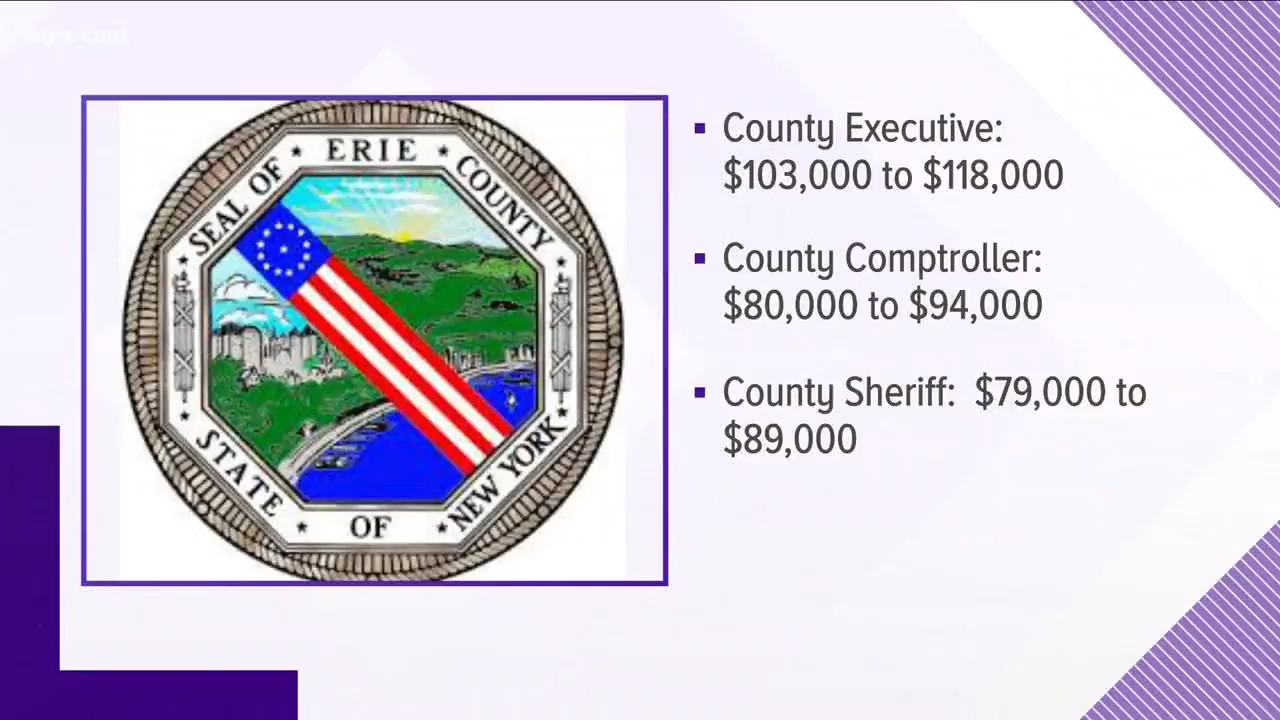 SEAL OF ★ ERIE ★ COUNTY
STATE ★ OF ★ NEW YORK
▪ County Executive:
$103,000 to $118,000
▪ County Comptroller:
$80,000 to $94,000
▪ County Sheriff:  $79,000 to
$89,000